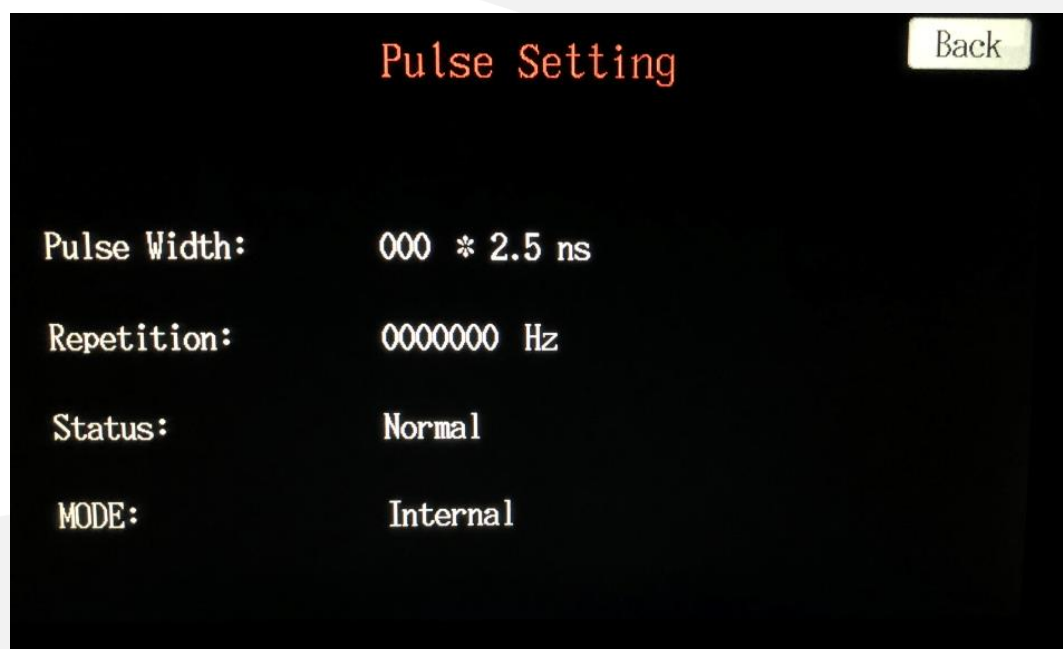 Pulse Setting
Back
Pulse Width: 000 * 2.5 ns
Repetition: 0000000 Hz
Status: Normal
MODE: Internal